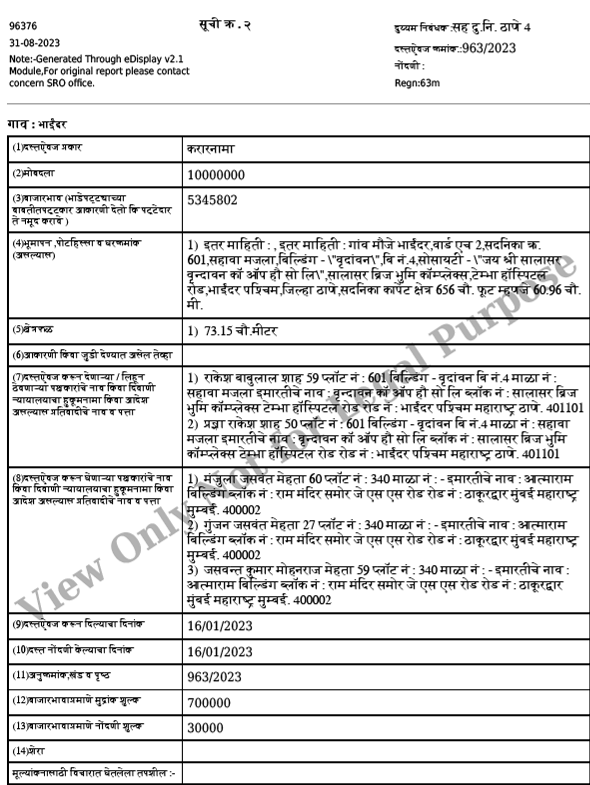 96376
सूची क्र. २
दुय्यम निबंधक:सह दु.नि. ठाणे 4
31-08-2023
दस्तऐवज क्रमांक:.963/2023
Note:-Generated Through eDisplay v2.1
नोंदणी :
Module,For original report please contact
Regn:63m
concern SRO office.
गाव : भाईंदर
(1)दस्तऐवज प्रकार
करारनामा
(2)मोबदला
10000000
(3)बाजारभाव (भाडेपट्टयाच्या
बाबतीतपट्टकार आकारणी देतो कि पट्टेदार
ते नमूद करावे )
5345802
(4)भूमापन ,पोटहिस्सा व घरक्रमांक
(असल्यास)
1) इतर माहिती : , इतर माहिती : गांव मौजे भाईंदर,वार्ड एच 2,सदनिका क्र.
601,सहावा मजला,बिल्डिंग - \"वृदांवन\",बि नं.4,सोसायटी - \"जय श्री सालासर
वृन्दावन कॉ ऑप हौ सो लि\",सालासर ब्रिज भुमि कॉम्प्लेक्स,टेम्भा हॉस्पिटल
रोड,भाईंदर पश्चिम,जिल्हा ठाणे,सदनिका कार्पेट क्षेत्र 656 चौ. फूट म्हणजे 60.96 चौ.
मी.
(5)क्षेत्रफळ
1) 73.15 चौ.मीटर
(6)आकारणी किंवा जुडी देण्यात असेल तेव्हा
(7)दस्तऐवज करून देणाऱ्या / लिहून
ठेवणाऱ्या पक्षकारांचे नाव किंवा दिवाणी
न्यायालयाचा हुकूमनामा किंवा आदेश
असल्यास प्रतिवादीचे नाव व पत्ता
1) राकेश बाबुलाल शाह 59 प्लॉट नं : 601 बिल्डिंग - वृदांवन बि नं.4 माळा नं :
सहावा मजला इमारतीचे नाव : वृन्दावन कॉ ऑप हौ सो लि ब्लॉक नं : सालासर ब्रिज
भुमि कॉम्प्लेक्स टेम्भा हॉस्पिटल रोड रोड नं : भाईंदर पश्चिम महाराष्ट्र ठाणे. 401101
2) प्रज्ञा राकेश शाह 50 प्लॉट नं : 601 बिल्डिंग - वृदांवन बि नं.4 माळा नं : सहावा
मजला इमारतीचे नाव : वृन्दावन कॉ ऑप हौ सो लि ब्लॉक नं : सालासर ब्रिज भुमि
कॉम्प्लेक्स टेम्भा हॉस्पिटल रोड रोड नं : भाईंदर पश्चिम महाराष्ट्र ठाणे. 401101
(8)दस्तऐवज करून घेणाऱ्या पक्षकारांचे नाव
किंवा दिवाणी न्यायालयाचा हुकूमनामा किंवा
आदेश असल्यास प्रतिवादीचे नाव व पत्ता
1) मंजुला जसवंत मेहता 60 प्लॉट नं : 340 माळा नं : - इमारतीचे नाव : आत्माराम
बिल्डिंग ब्लॉक नं : राम मंदिर समोर जे एस एस रोड रोड नं : ठाकूरद्वार मुंबई महाराष्ट्र
मुम्बई. 400002
2) गुंजन जसवंत मेहता 27 प्लॉट नं : 340 माळा नं : - इमारतीचे नाव : आत्माराम
बिल्डिंग ब्लॉक नं : राम मंदिर समोर जे एस एस रोड रोड नं : ठाकूरद्वार मुंबई महाराष्ट्र
मुम्बई. 400002
3) जसवन्त कुमार मोहनराज मेहता 59 प्लॉट नं : 340 माळा नं : - इमारतीचे नाव :
आत्माराम बिल्डिंग ब्लॉक नं : राम मंदिर समोर जे एस एस रोड रोड नं : ठाकूरद्वार
मुंबई महाराष्ट्र मुम्बई. 400002
(9)दस्तऐवज करून दिल्याचा दिनांक
16/01/2023
(10)दस्त नोंदणी केल्याचा दिनांक
16/01/2023
(11)अनुक्रमांक,खंड व पृष्ठ
963/2023
(12)बाजारभावाप्रमाणे मुद्रांक शुल्क
700000
(13)बाजारभावाप्रमाणे नोंदणी शुल्क
30000
(14)शेरा
मूल्यांकनासाठी विचारात घेतलेला तपशील :-
View Only Not for Legal Purpose